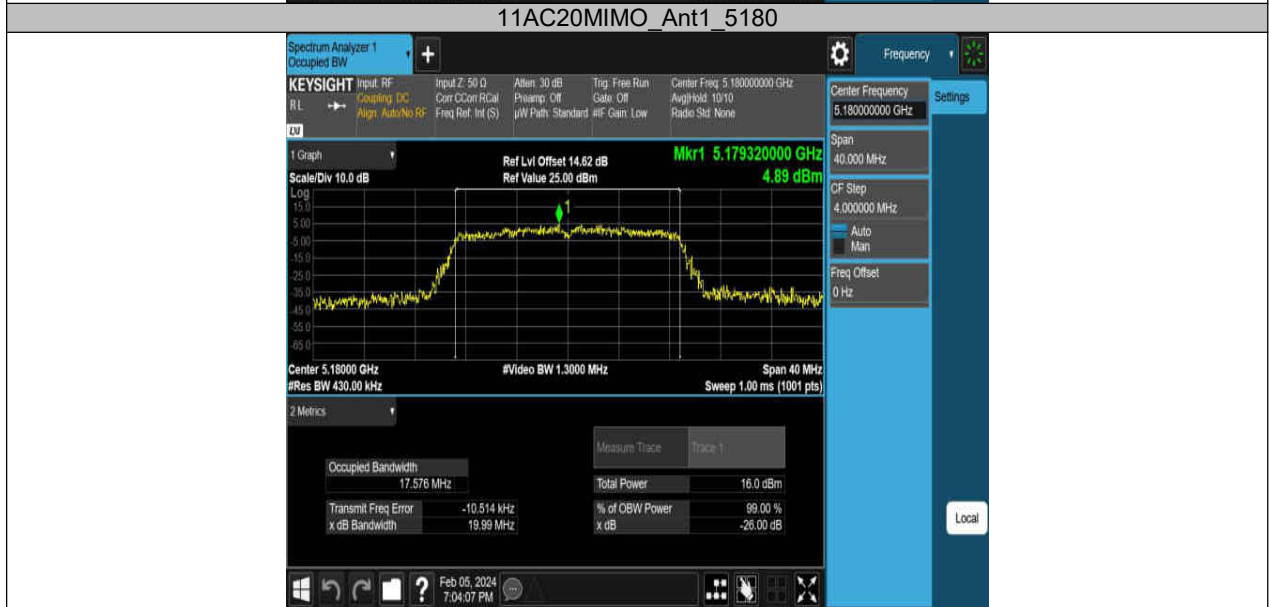 11AC20MIMO_Ant1_5180
Spectrum Analyzer 1
Occupied BW
+
Frequency
KEYSIGHT
RL
LXI
Input: RF
Coupling: DC
Align: Auto/No RF
Input Z: 50 Ω
Corr CCorr RCal
Freq Ref: Int (S)
Atten: 30 dB
Preamp: Off
µW Path: Standard
Trig: Free Run
Gate: Off
#IF Gain: Low
Center Freq: 5.180000000 GHz
Avg|Hold: 10/10
Radio Std: None
Center Frequency
5.180000000 GHz
Settings
Span
40.000 MHz
CF Step
4.000000 MHz
Auto
Man
Freq Offset
0 Hz
Local
1 Graph
Scale/Div 10.0 dB
Ref Lvl Offset 14.62 dB
Ref Value 25.00 dBm
Mkr1 5.179320000 GHz
4.89 dBm
Log
15.0
5.00
-5.00
-15.0
-25.0
-35.0
-45.0
-55.0
-65.0
1
Center 5.18000 GHz
#Res BW 430.00 kHz
#Video BW 1.3000 MHz
Span 40 MHz
Sweep 1.00 ms (1001 pts)
2 Metrics
Measure Trace
Trace 1
Occupied Bandwidth
17.576 MHz
Total Power
16.0 dBm
Transmit Freq Error
-10.514 kHz
% of OBW Power
99.00 %
x dB Bandwidth
19.99 MHz
x dB
-26.00 dB
?
Feb 05, 2024
7:04:07 PM